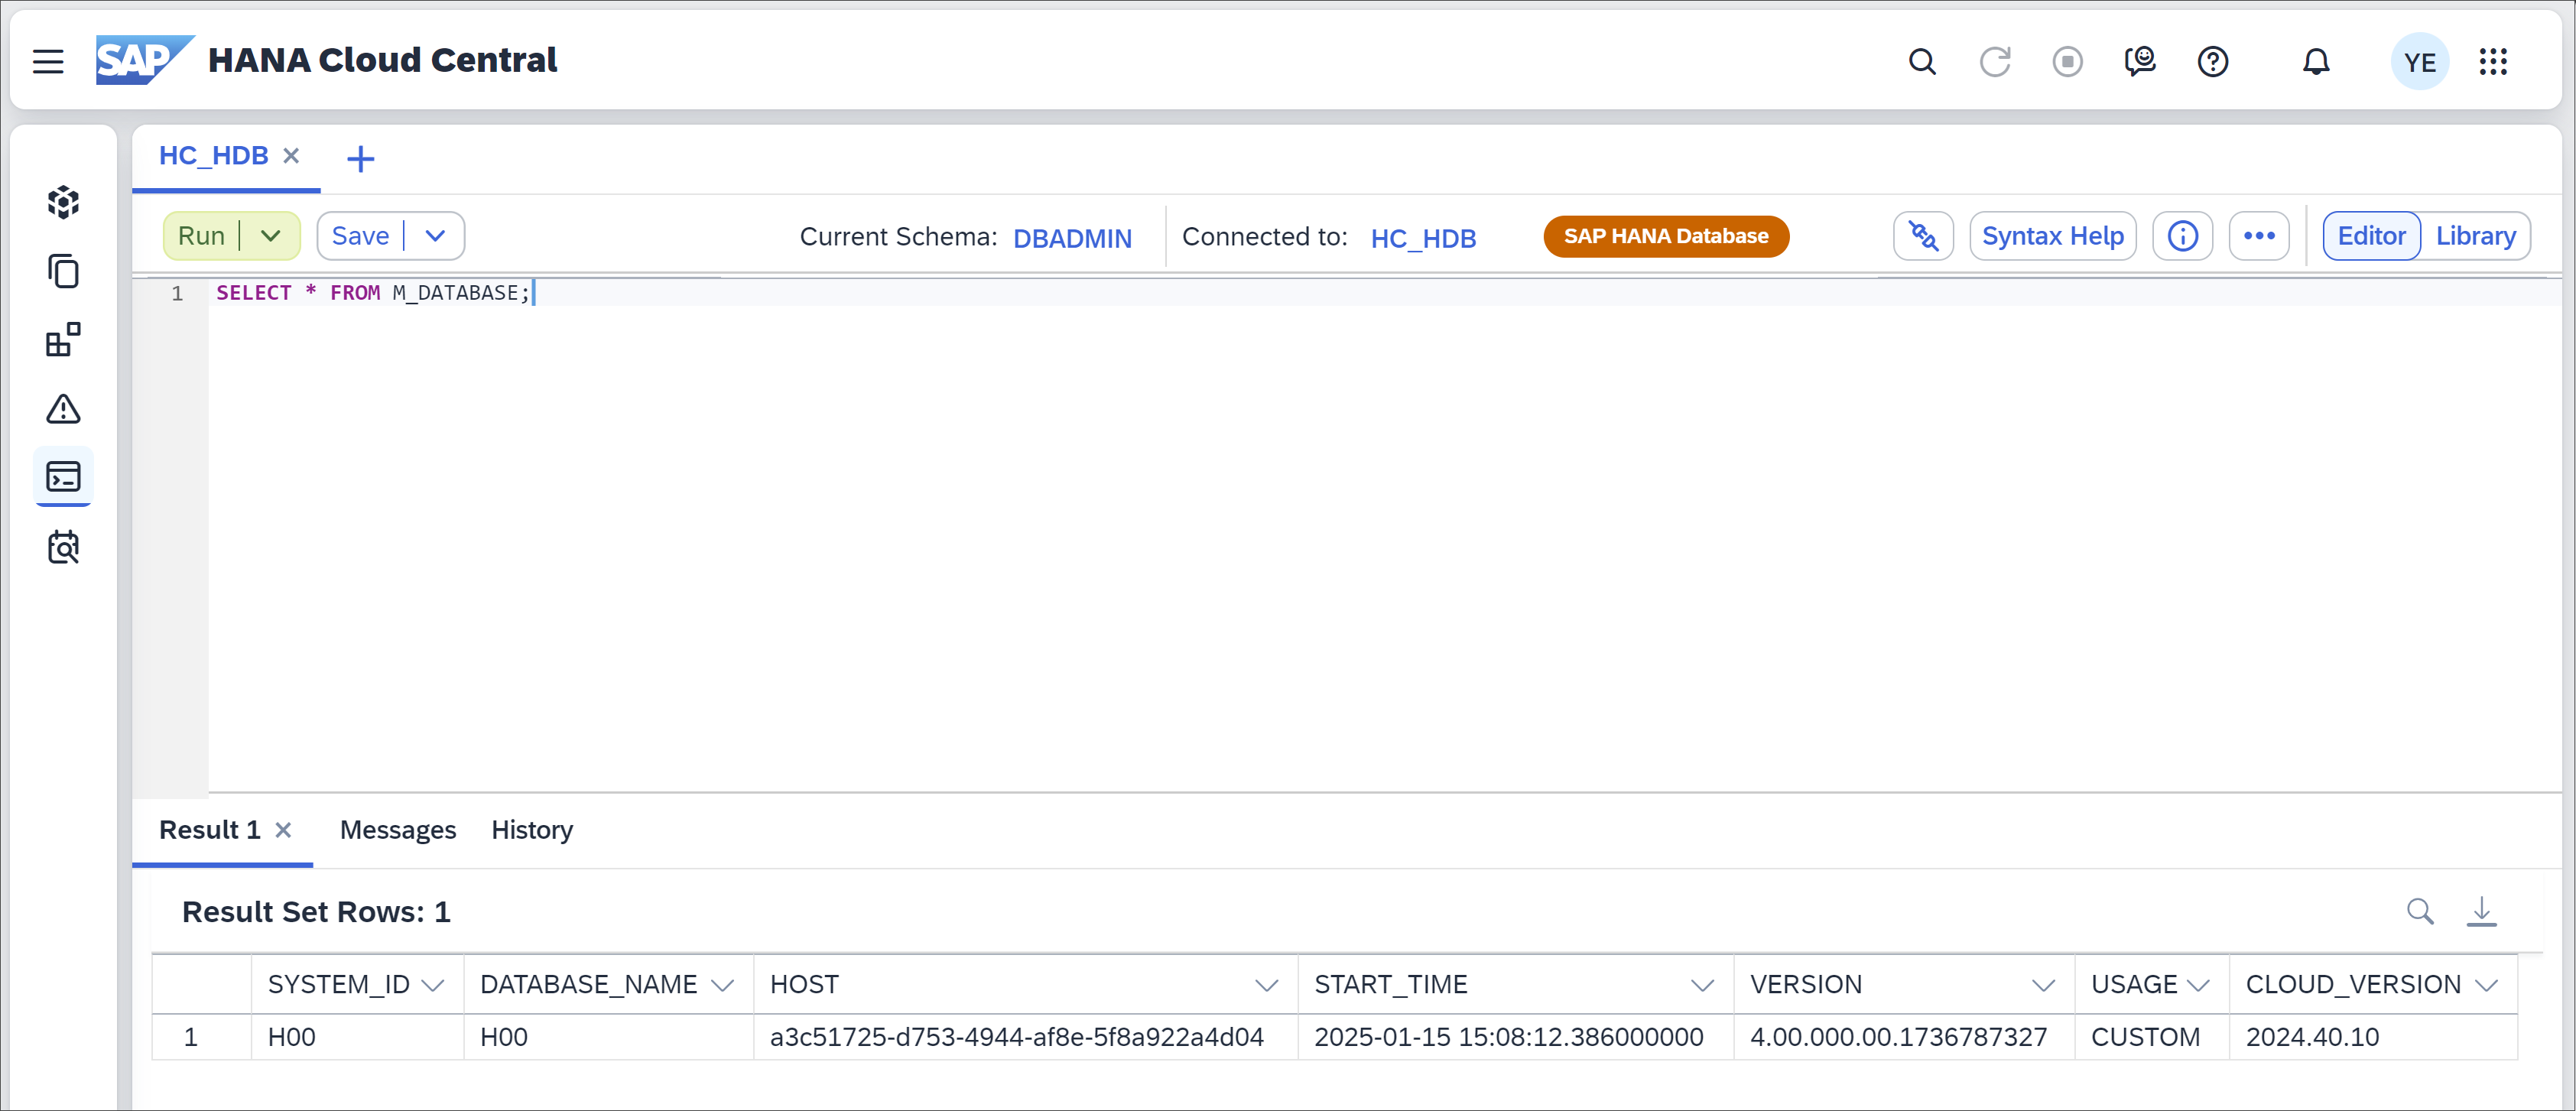 SAP HANA Cloud Central YE
HC_HDB
Run Save Current Schema: DBADMIN Connected to: HC_HDB SAP HANA Database Syntax Help Editor Library
1 SELECT * FROM M_DATABASE;
Result 1 Messages History
Result Set Rows: 1
SYSTEM_ID DATABASE_NAME HOST START_TIME VERSION USAGE CLOUD_VERSION
1 H00 H00 a3c51725-d753-4944-af8e-5f8a922a4d04 2025-01-15 15:08:12.386000000 4.00.000.00.1736787327 CUSTOM 2024.40.10